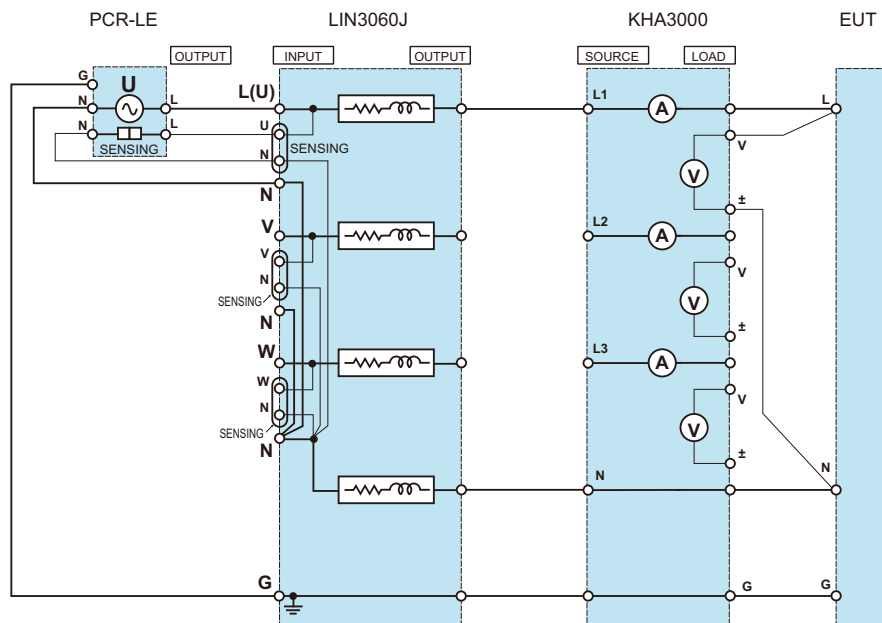 PCR-LE LIN3060J KHA3000 EUT
OUTPUT INPUT OUTPUT SOURCE LOAD
G U
N L L(U) L1 A L
N L U V
SENSING N SENSING
V
N ±
V L2 A
V V
N V
SENSING
N ±
W L3 A
W V
N V
SENSING
N ±
N N
G G G